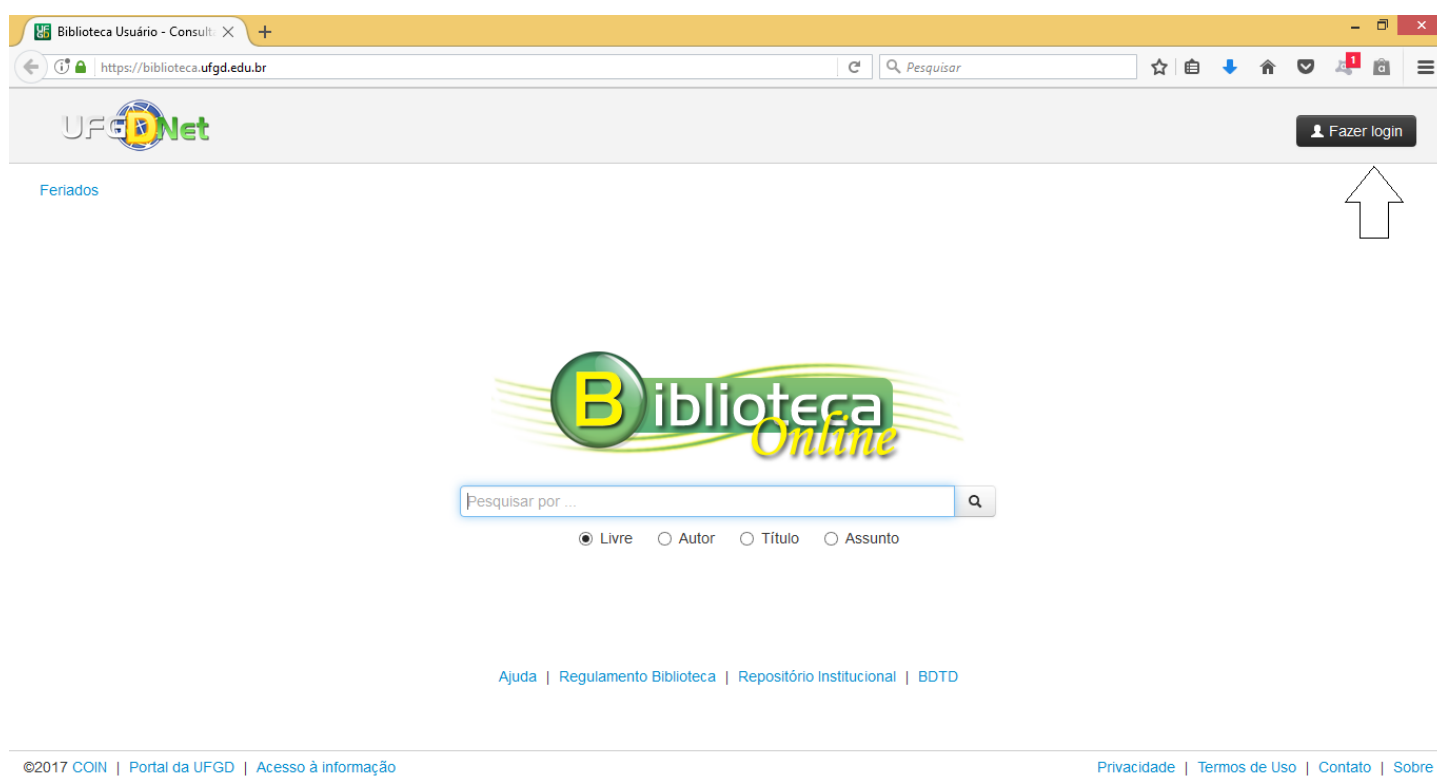 Biblioteca Usuário - Consult
https://biblioteca.ufgd.edu.br
Pesquisar
1
UFGDNet
Fazer login
Feriados
Biblioteca
Online
Pesquisar por ...
Livre Autor Título Assunto
Ajuda | Regulamento Biblioteca | Repositório Institucional | BDTD
©2017 COIN | Portal da UFGD | Acesso à informação
Privacidade | Termos de Uso | Contato | Sobre